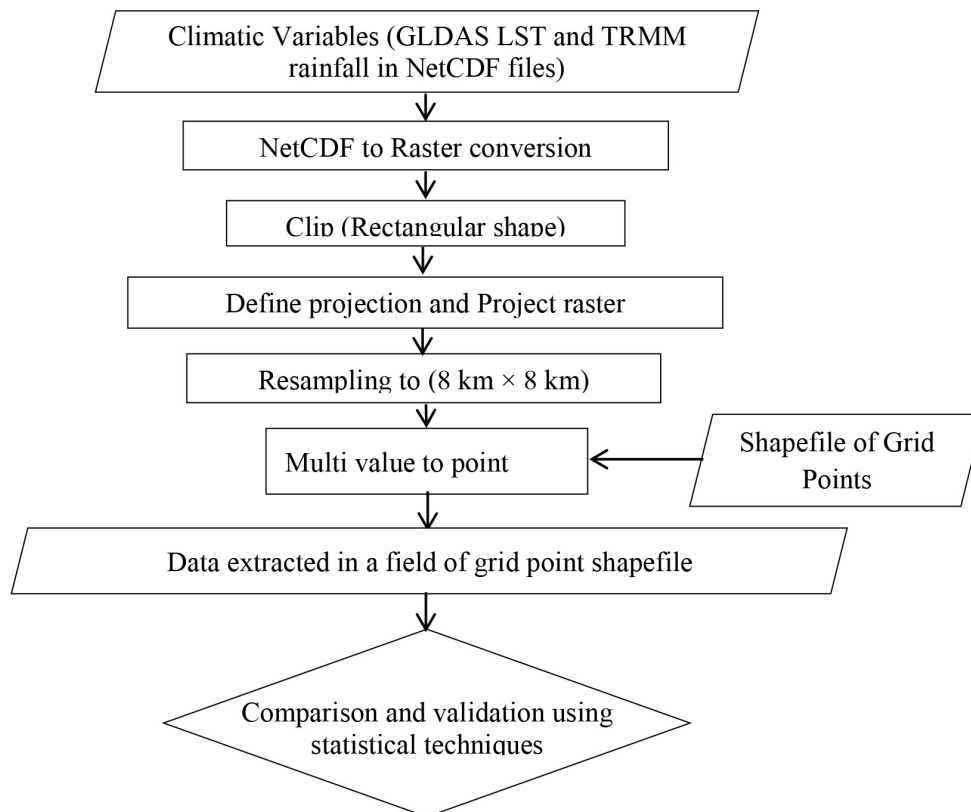 Climatic Variables (GLDAS LST and TRMM
rainfall in NetCDF files)
NetCDF to Raster conversion
Clip (Rectangular shape)
Define projection and Project raster
Resampling to (8 km × 8 km)
Multi value to point
Shapefile of Grid
Points
Data extracted in a field of grid point shapefile
Comparison and validation using
statistical techniques